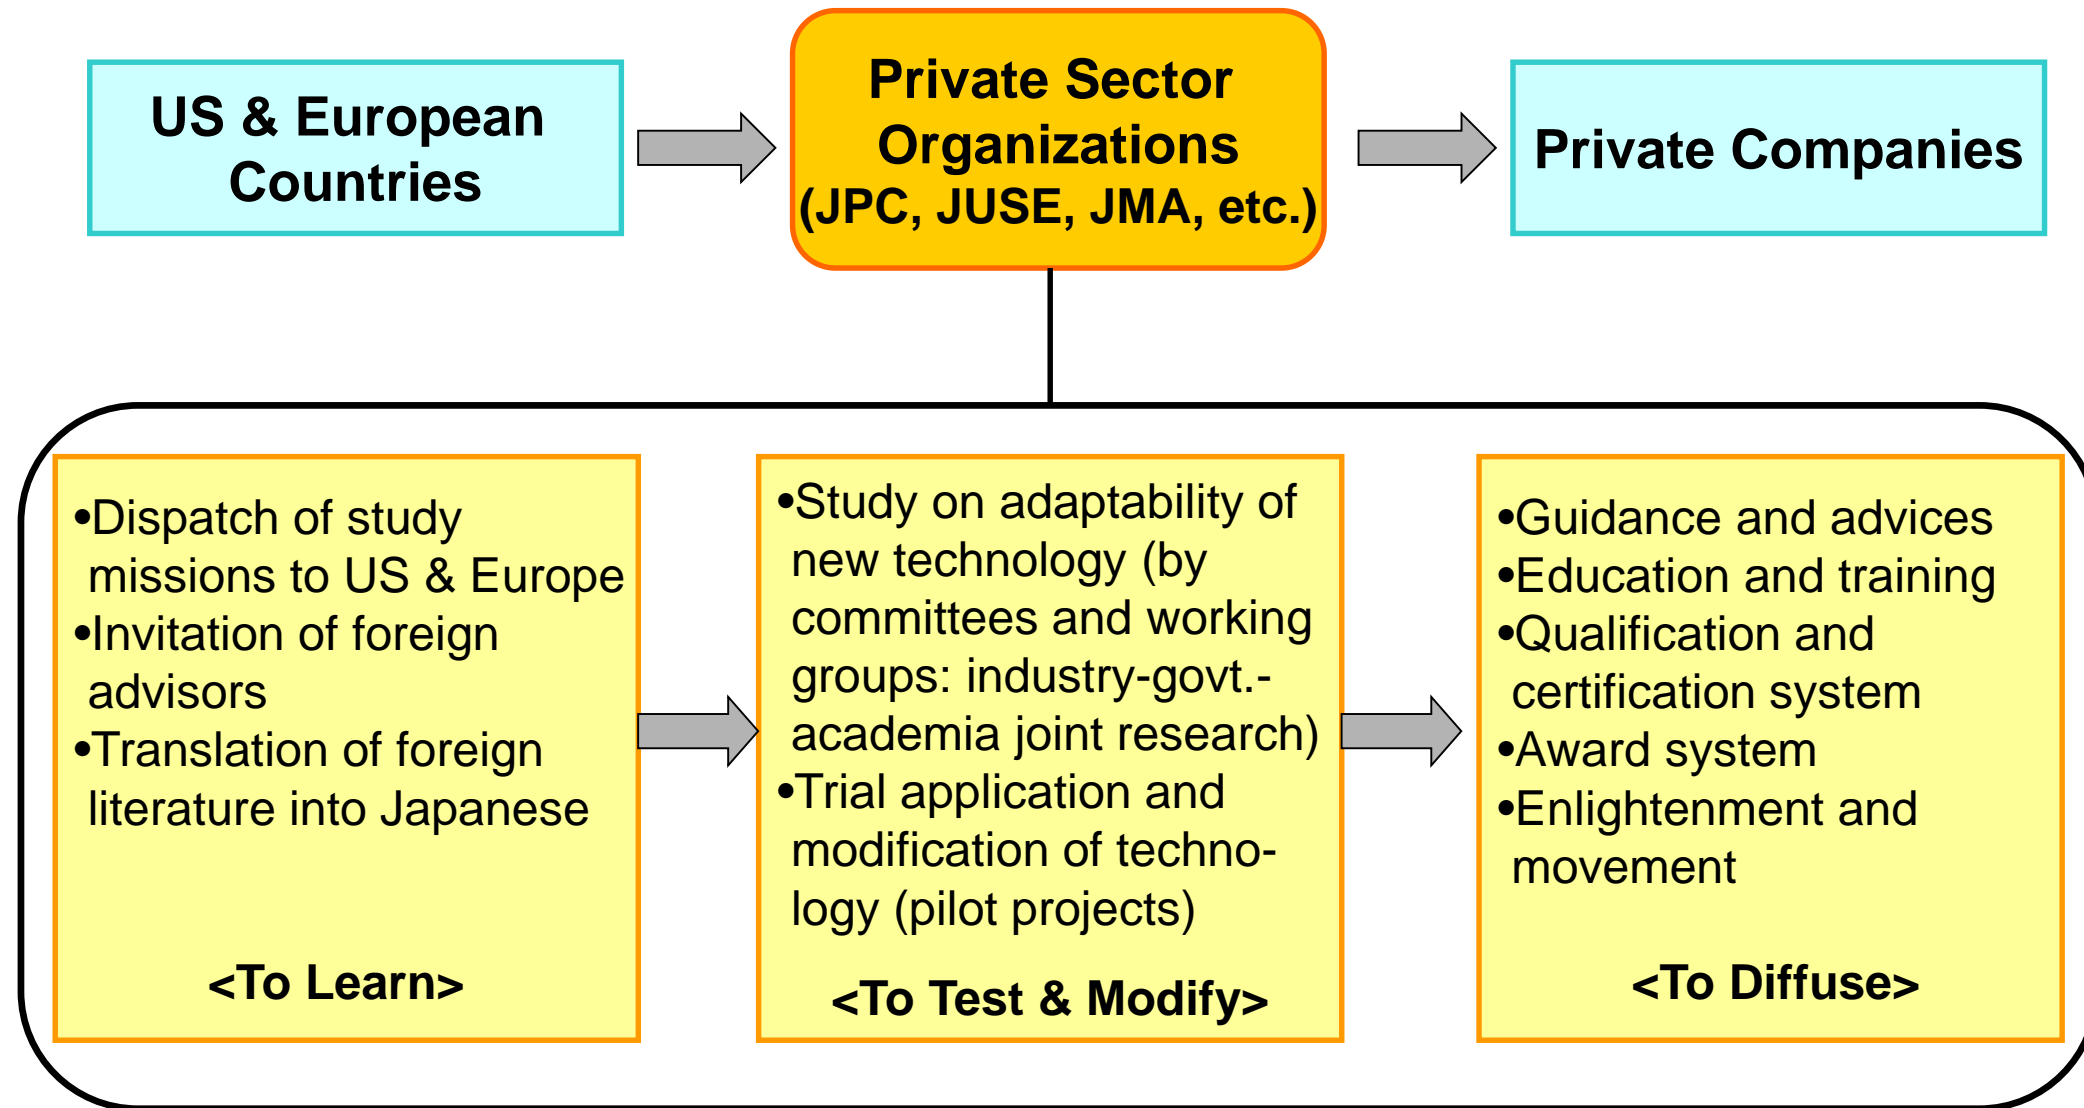 US & European
Countries
Private Sector
Organizations
(JPC, JUSE, JMA, etc.)
Private Companies
•Dispatch of study
missions to US & Europe
•Invitation of foreign
advisors
•Translation of foreign
literature into Japanese
<To Learn>
•Study on adaptability of
new technology (by
committees and working
groups: industry-govt.-
academia joint research)
•Trial application and
modification of techno-
logy (pilot projects)
<To Test & Modify>
•Guidance and advices
•Education and training
•Qualification and
certification system
•Award system
•Enlightenment and
movement
<To Diffuse>